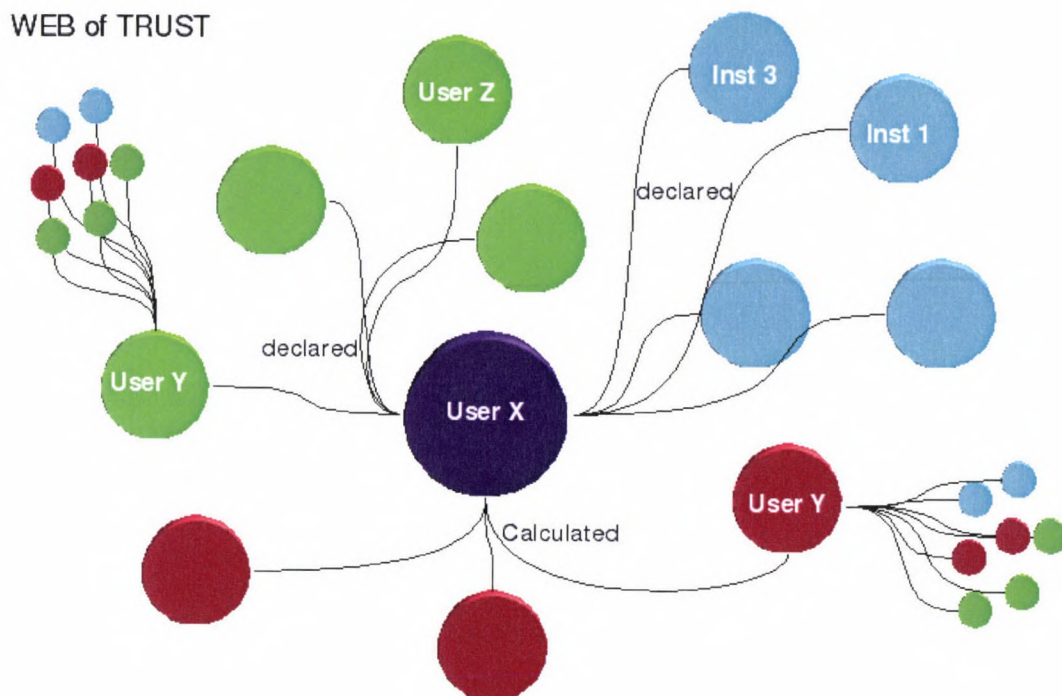 WEB of TRUST
User Z
Inst 3
Inst 1
declared
declared
User Y
User X
User Y
Calculated